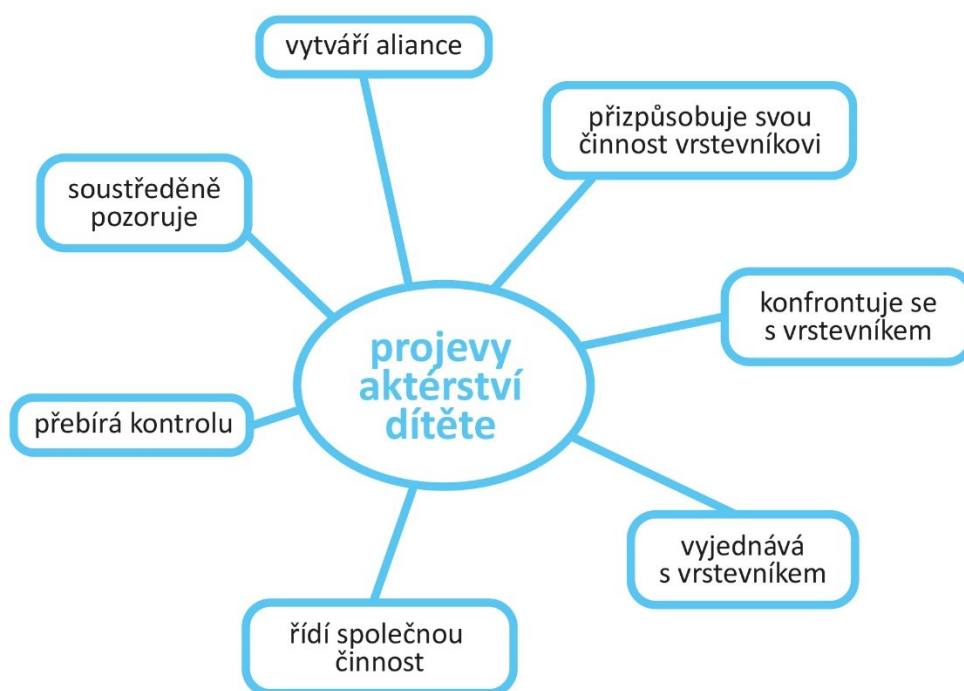 vytváří aliance
přizpůsobuje svou
činnost vrstevníkovi
soustředěně
pozoruje
konfrontuje se
s vrstevníkem
projevy
aktérství
dítěte
přebírá kontrolu
vyjednává
s vrstevníkem
řídí společnou
činnost